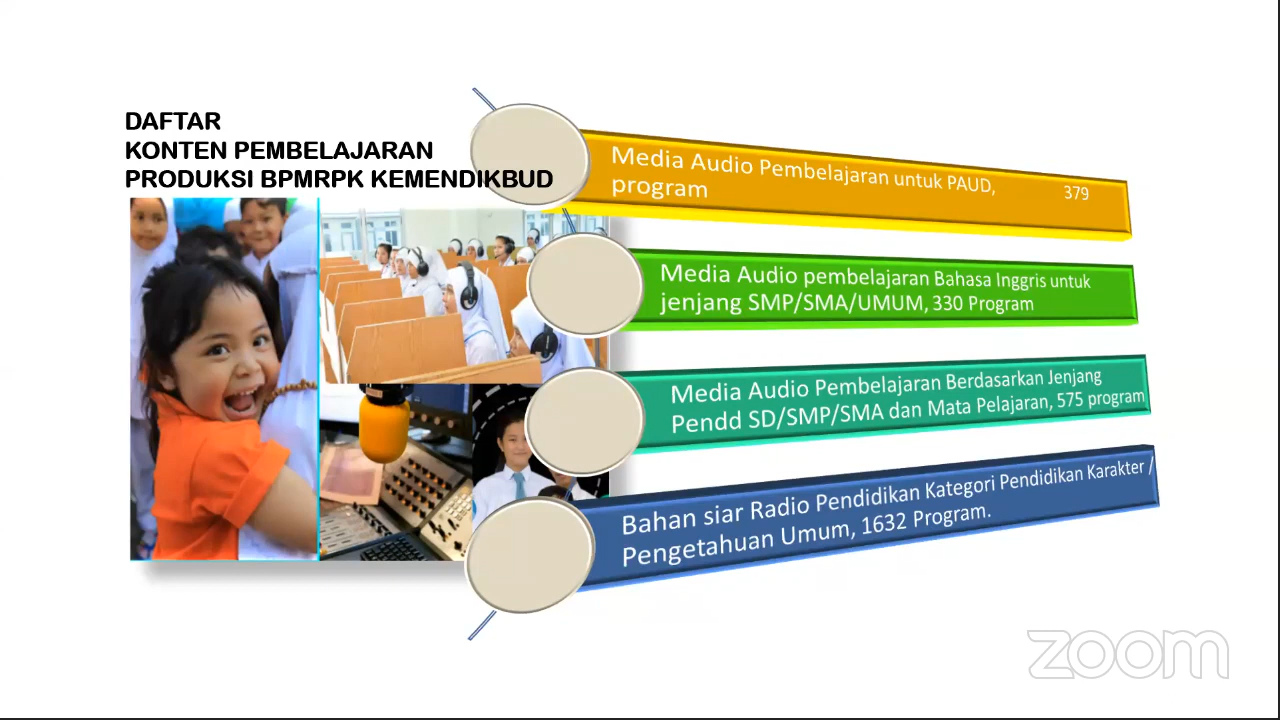 DAFTAR
KONTEN PEMBELAJARAN
PRODUKSI BPMRPK KEMENDIKBUD
Media Audio Pembelajaran untuk PAUD, 379
program
Media Audio pembelajaran Bahasa Inggris untuk
jenjang SMP/SMA/UMUM, 330 Program
Media Audio Pembelajaran Berdasarkan Jenjang
Pendd SD/SMP/SMA dan Mata Pelajaran, 575 program
Bahan siar Radio Pendidikan Kategori Pendidikan Karakter /
Pengetahuan Umum, 1632 Program.
zoom